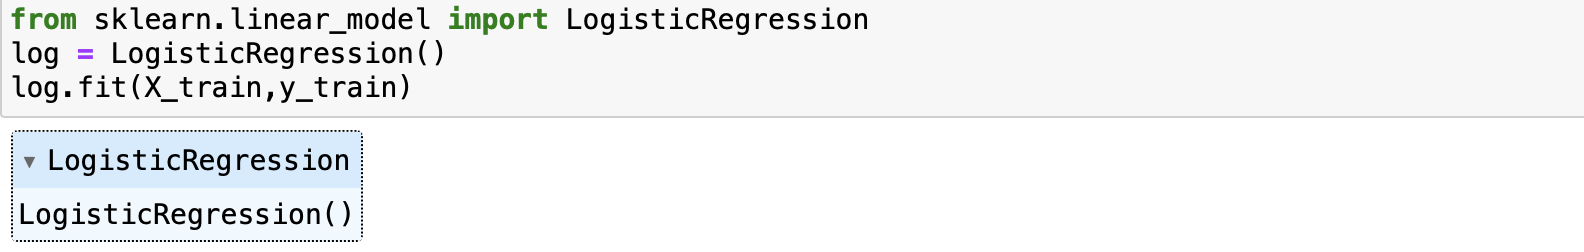 from sklearn.linear_model import LogisticRegression
log = LogisticRegression()
log.fit(X_train,y_train)
▾ LogisticRegression
LogisticRegression()